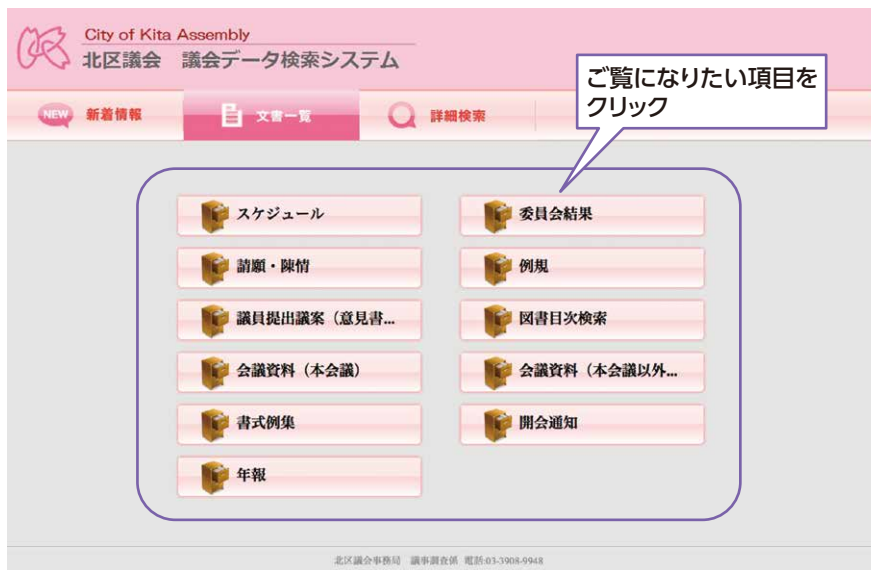 City of Kita Assembly
北区議会　議会データ検索システム
ご覧になりたい項目を
クリック
NEW 新着情報
文書一覧
詳細検索
スケジュール
委員会結果
請願・陳情
例規
議員提出議案（意見書...
図書目次検索
会議資料（本会議）
会議資料（本会議以外...
書式例集
開会通知
年報
北区議会事務局　議事調査係　電話:03-3908-9948